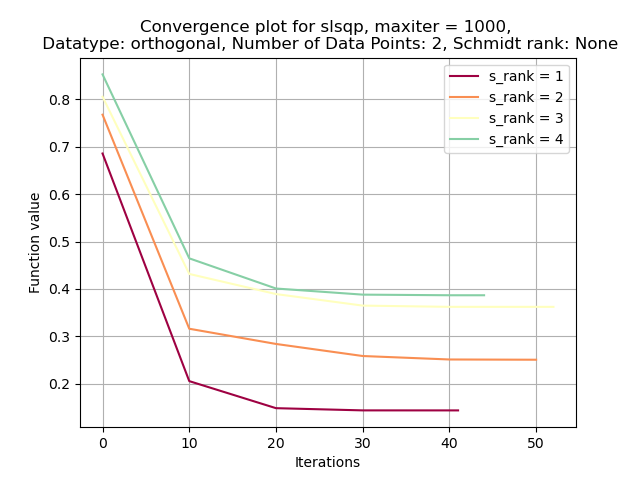 Convergence plot for slsqp, maxiter = 1000,
Datatype: orthogonal, Number of Data Points: 2, Schmidt rank: None
s_rank = 1
s_rank = 2
s_rank = 3
s_rank = 4
Function value
0.8
0.7
0.6
0.5
0.4
0.3
0.2
0 10 20 30 40 50
Iterations